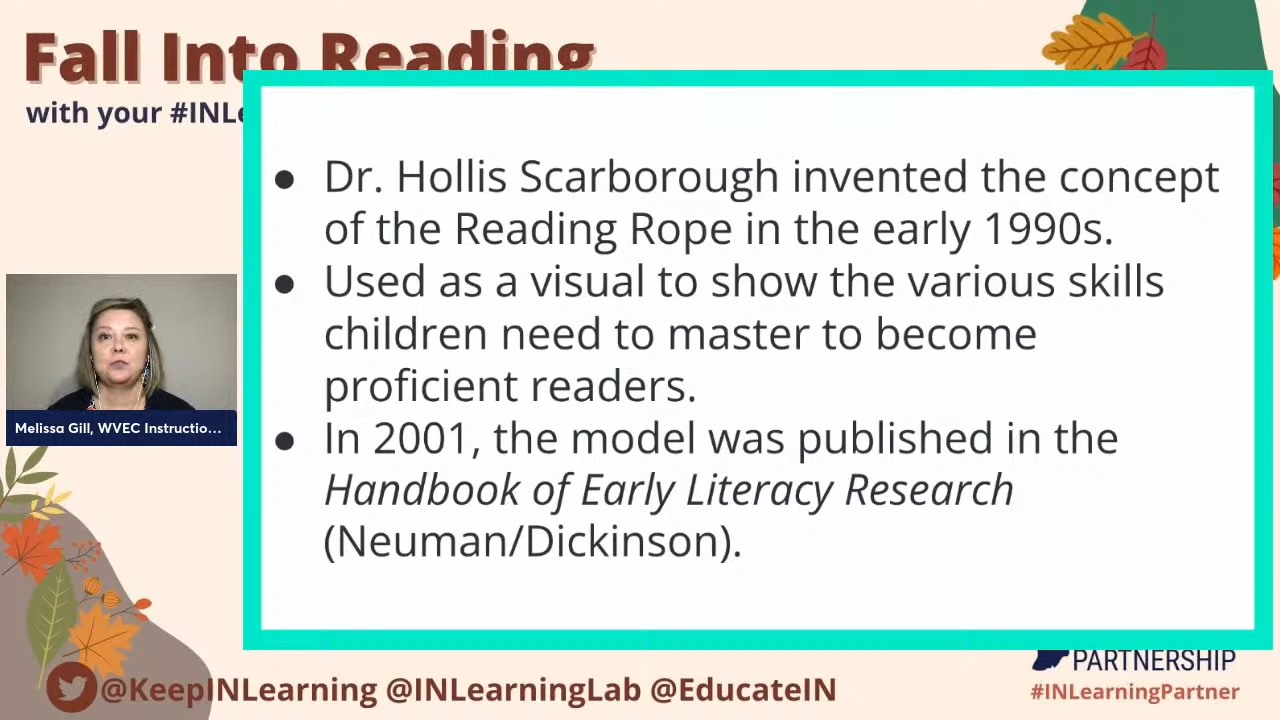 Fall Into Reading
with your #INLe
● Dr. Hollis Scarborough invented the concept
of the Reading Rope in the early 1990s.
● Used as a visual to show the various skills
children need to master to become
proficient readers.
● In 2001, the model was published in the
Handbook of Early Literacy Research
(Neuman/Dickinson).
Melissa Gill, WVEC Instructio...
PARTNERSHIP
@KeepINLearning @INLearningLab @EducateIN
#INLearningPartner